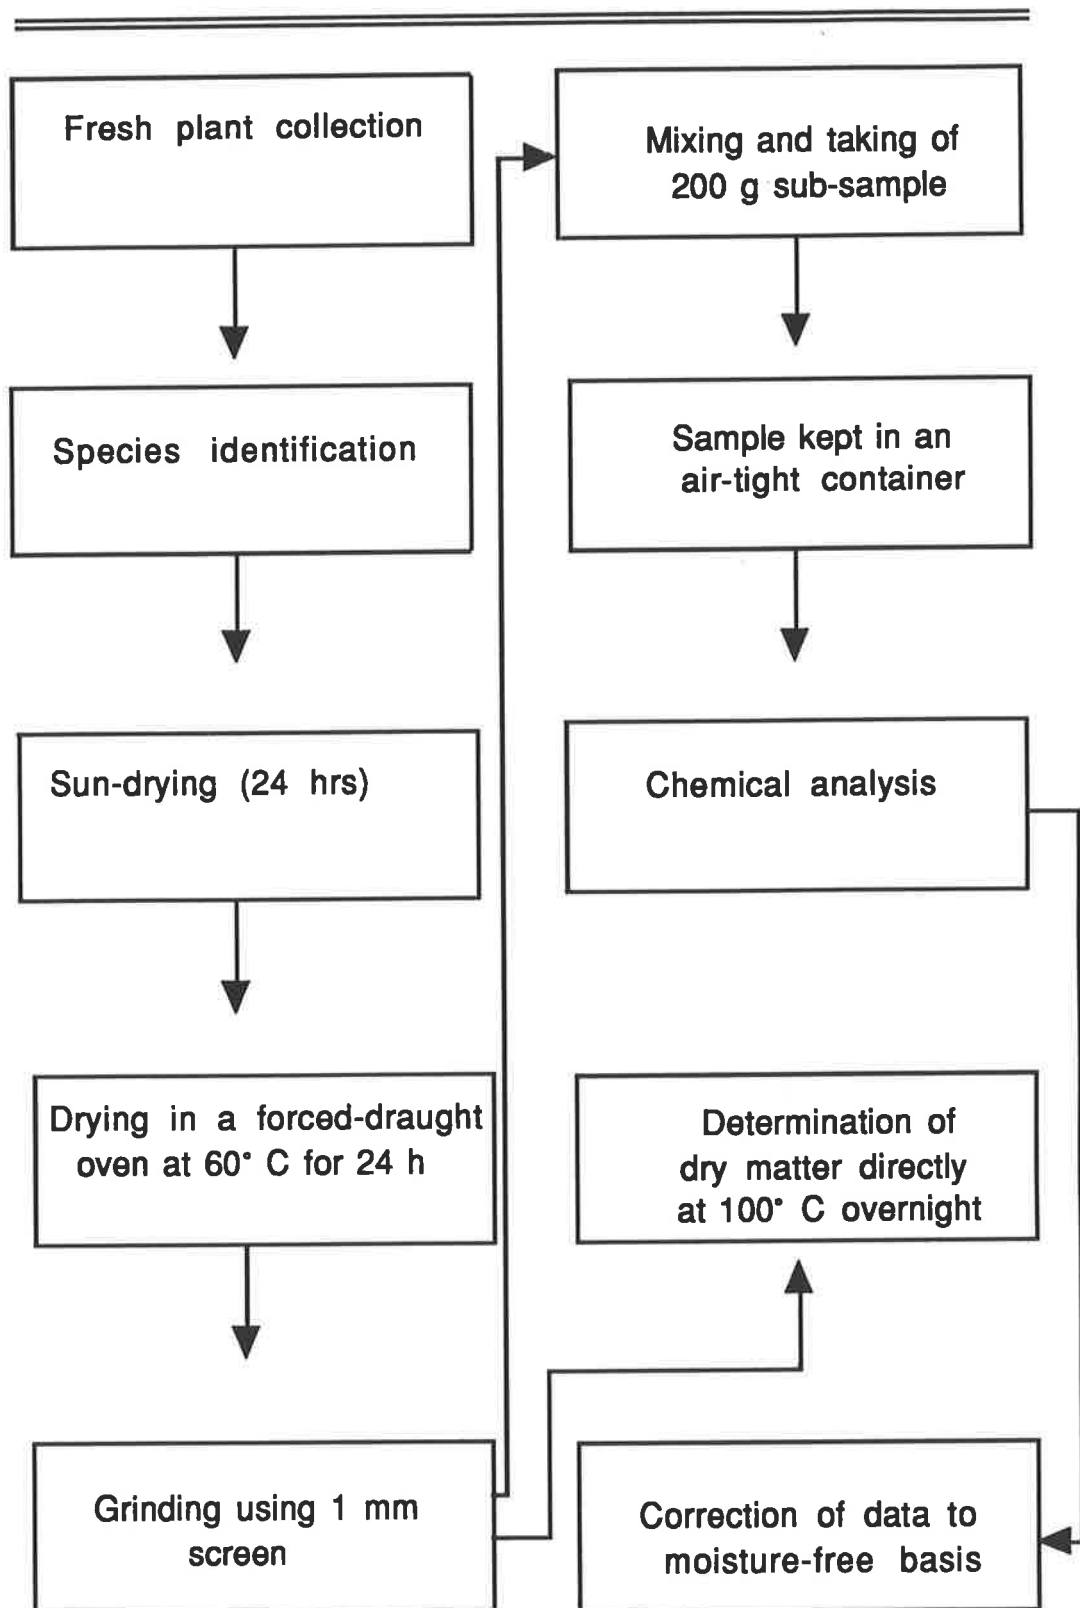 Fresh plant collection
Species identification
Sun-drying (24 hrs)
Drying in a forced-draught
oven at 60° C for 24 h
Grinding using 1 mm
screen
Mixing and taking of
200 g sub-sample
Sample kept in an
air-tight container
Chemical analysis
Determination of
dry matter directly
at 100° C overnight
Correction of data to
moisture-free basis